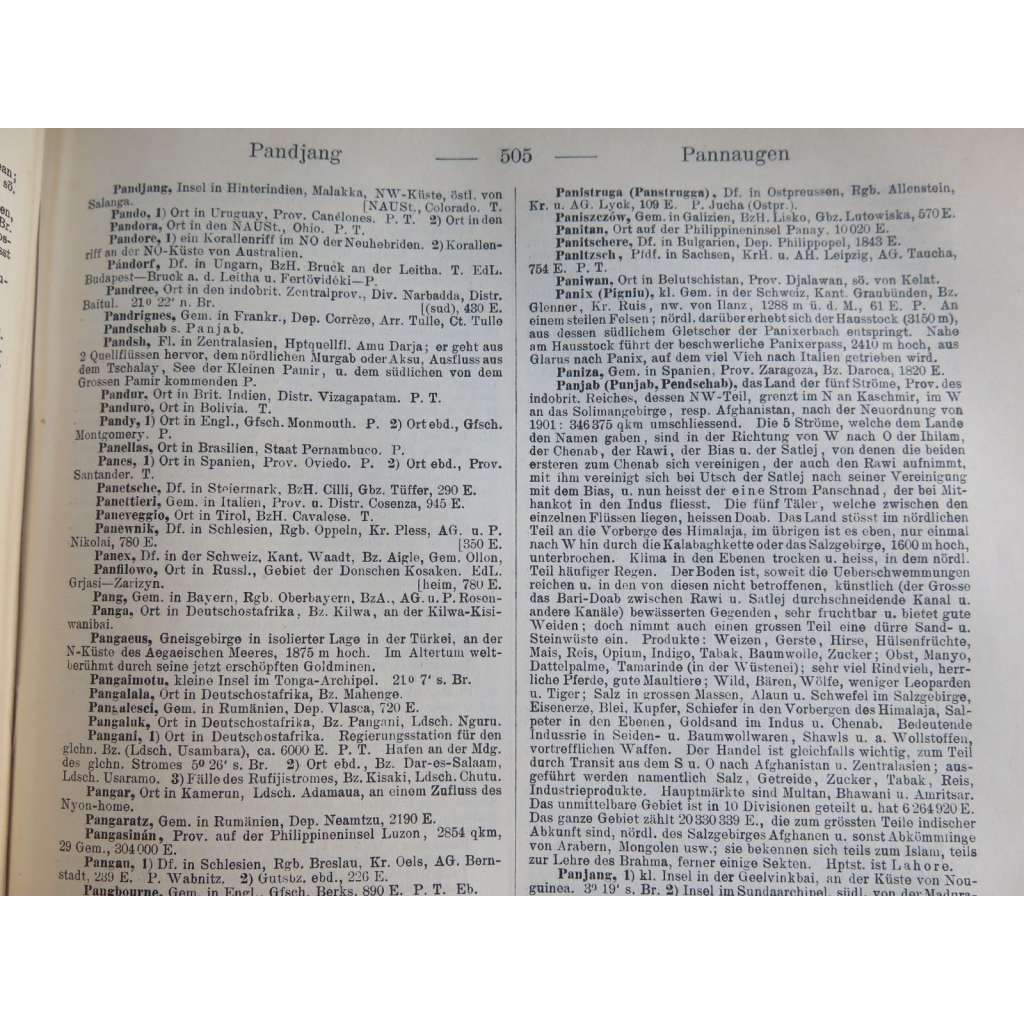 an;
sö.
en,
Br.
os-
sst
g-
Pandjang — 505 — Pannaugen
Pandjang, Insel in Hinterindien, Malakka, NW-Küste, östl. von
Salanga. [NAUSt., Colorado. T.
Pando, 1) Ort in Uruguay, Prov. Canélones. P. T. 2) Ort in den
Pandora, Ort in den NAUSt., Ohio. P. T.
Pandore, 1) ein Korallenriff im NO der Neuhebriden. 2) Korallen-
riff an der NO-Küste von Australien.
Pándorf, Df. in Ungarn, BzH. Bruck an der Leitha. T. EdL.
Budapest—Bruck a. d. Leitha u. Fertövidéki—P.
Pandree, Ort in den indobrit. Zentralprov., Div. Narbadda, Distr.
Baitul. 21º 22' n. Br. [(sud), 430 E.
Pandrignes, Gem. in Frankr., Dep. Corrèze, Arr. Tulle, Ct. Tulle
Pandschab s. Panjab.
Pandsh, Fl. in Zentralasien, Hptquellfl. Amu Darja; er geht aus
2 Quellflüssen hervor, dem nördlichen Murgab oder Aksu, Ausfluss aus
dem Tschalay, See der Kleinen Pamir, u. dem südlichen von dem
Grossen Pamir kommenden P.
Pandur, Ort in Brit. Indien, Distr. Vizagapatam. P. T.
Panduro, Ort in Bolivia. T.
Pandy, 1) Ort in Engl., Gfsch. Monmouth. P. 2) Ort ebd., Gfsch.
Montgomery. P.
Panellas, Ort in Brasilien, Staat Pernambuco. P.
Panes, 1) Ort in Spanien, Prov. Oviedo. P. 2) Ort ebd., Prov.
Santander. T.
Panetsche, Df. in Steiermark, BzH. Cilli, Gbz. Tüffer, 290 E.
Panettieri, Gem. in Italien, Prov. u. Distr. Cosenza, 945 E.
Paneveggio, Ort in Tirol, BzH. Cavalese. T.
Panewnik, Df. in Schlesien, Rgb. Oppeln, Kr. Pless, AG. u. P.
Nikolai, 780 E. [350 E.
Panex, Df. in der Schweiz, Kant. Waadt, Bz. Aigle, Gem. Ollon,
Panfilowo, Ort in Russl., Gebiet der Donschen Kosaken. EdL.
Grjasi—Zarizyn. [heim, 780 E.
Pang, Gem. in Bayern, Rgb. Oberbayern, BzA., AG. u. P. Rosen-
Panga, Ort in Deutschostafrika, Bz. Kilwa, an der Kilwa-Kisi-
wanibai.
Pangaeus, Gneisgebirge in isolierter Lage in der Türkei, an der
N-Küste des Aegaeischen Meeres, 1875 m hoch. Im Altertum welt-
berühmt durch seine jetzt erschöpften Goldminen.
Pangaimotu, kleine Insel im Tonga-Archipel. 21º 7' s. Br.
Pangalala, Ort in Deutschostafrika, Bz. Mahenge.
Pangalesci, Gem. in Rumänien, Dep. Vlasca, 720 E.
Pangaluk, Ort in Deutschostafrika, Bz. Pangani, Ldsch. Nguru.
Pangani, 1) Ort in Deutschostafrika. Regierungsstation für den
glchn. Bz. (Ldsch. Usambara), ca. 6000 E. P. T. Hafen an der Mdg.
des glchn. Stromes 5º 26' s. Br. 2) Ort ebd., Bz. Dar-es-Salaam,
Ldsch. Usaramo. 3) Fälle des Rufijistromes, Bz. Kisaki, Ldsch. Chutu.
Pangar, Ort in Kamerun, Ldsch. Adamaua, an einem Zufluss des
Nyon-home.
Pangaratz, Gem. in Rumänien, Dep. Neamtzu, 2190 E.
Pangasinán, Prov. auf der Philippineninsel Luzon, 2854 qkm,
29 Gem., 304000 E.
Pangau, 1) Df. in Schlesien, Rgb. Breslau, Kr. Oels, AG. Bern-
stadt, 239 E. P. Wabnitz. 2) Gutsbz. ebd., 226 E.
Pangbourne, Gem. in Engl., Gfsch. Berks, 890 E. P. T. Eb.
Panistruga (Panstrugga), Df. in Ostpreussen, Rgb. Allenstein,
Kr. u. AG. Lyck, 109 E. P. Jucha (Ostpr.).
Paniszczów, Gem. in Galizien, BzH. Lisko, Gbz. Lutowiska, 570 E.
Panitan, Ort auf der Philippineninsel Panay. 10020 E.
Panitschere, Df. in Bulgarien, Dep. Philippopel, 1843 E.
Panitzsch, Pfdf. in Sachsen, KrH. u. AH. Leipzig, AG. Taucha,
754 E. P. T.
Paniwan, Ort in Belutschistan, Prov. Djalawan, sö. von Kelat.
Panix (Pigniu), kl. Gem. in der Schweiz, Kant. Graubünden, Bz.
Glenner, Kr. Ruis, nw. von Ilanz, 1288 m ü. d. M., 61 E. P. An
einem steilen Felsen; nördl. darüber erhebt sich der Hausstock (3150 m),
aus dessen südlichem Gletscher der Panixerbach entspringt. Nahe
am Hausstock führt der beschwerliche Panixerpass, 2410 m hoch, aus
Glarus nach Panix, auf dem viel Vieh nach Italien getrieben wird.
Paniza, Gem. in Spanien, Prov. Zaragoza, Bz. Daroca, 1820 E.
Panjab (Punjab, Pendschab), das Land der fünf Ströme, Prov. des
indobrit. Reiches, dessen NW-Teil, grenzt im N an Kaschmir, im W
an das Solimangebirge, resp. Afghanistan, nach der Neuordnung von
1901: 346375 qkm umschliessend. Die 5 Ströme, welche dem Lande
den Namen gaben, sind in der Richtung von W nach O der Ihilam,
der Chenab, der Rawi, der Bias u. der Satlej, von denen die beiden
ersteren zum Chenab sich vereinigen, der auch den Rawi aufnimmt,
mit ihm vereinigt sich bei Utsch der Satlej nach seiner Vereinigung
mit dem Bias, u. nun heisst der eine Strom Panschnad, der bei Mit-
hankot in den Indus fliesst. Die fünf Täler, welche zwischen den
einzelnen Flüssen liegen, heissen Doab. Das Land stösst im nördlichen
Teil an die Vorberge des Himalaja, im übrigen ist es eben, nur einmal
nach W hin durch die Kalabaghkette oder das Salzgebirge, 1600 m hoch,
unterbrochen. Klima in den Ebenen trocken u. heiss, in dem nördl.
Teil häufiger Regen. Der Boden ist, soweit die Ueberschwemmungen
reichen u. in den von diesen nicht betroffenen, künstlich (der Grosse
das Bari-Doab zwischen Rawi u. Satlej durchschneidende Kanal u.
andere Kanäle) bewässerten Gegenden, sehr fruchtbar u. bietet gute
Weiden; doch nimmt auch einen grossen Teil eine dürre Sand- u.
Steinwüste ein. Produkte: Weizen, Gerste, Hirse, Hülsenfrüchte,
Mais, Reis, Opium, Indigo, Tabak, Baumwolle, Zucker; Obst, Manyo,
Dattelpalme, Tamarinde (in der Wüstenei); sehr viel Rindvieh, herr-
liche Pferde, gute Maultiere; Wild, Bären, Wölfe, weniger Leoparden
u. Tiger; Salz in grossen Massen, Alaun u. Schwefel im Salzgebirge,
Eisenerze, Blei, Kupfer, Schiefer in den Vorbergen des Himalaja, Sal-
peter in den Ebenen, Goldsand im Indus u. Chenab. Bedeutende
Indussrie in Seiden- u. Baumwollwaren, Shawls u. a. Wollstoffen,
vortrefflichen Waffen. Der Handel ist gleichfalls wichtig, zum Teil
durch Transit aus dem S u. O nach Afghanistan u. Zentralasien; aus-
geführt werden namentlich Salz, Getreide, Zucker, Tabak, Reis,
Industrieprodukte. Hauptmärkte sind Multan, Bhawani u. Amritsar.
Das unmittelbare Gebiet ist in 10 Divisionen geteilt u. hat 6264920 E.
Das ganze Gebiet zählt 20330339 E., die zum grössten Teile indischer
Abkunft sind, nördl. des Salzgebirges Afghanen u. sonst Abkömminge
von Arabern, Mongolen usw.; sie bekennen sich teils zum Islam, teils
zur Lehre des Brahma, ferner einige Sekten. Hptst. ist Lahore.
Panjang, 1) kl. Insel in der Geelvinkbai, an der Küste von Nou-
guinea. 3º 19' s. Br. 2) Insel im Sundaarchipel, südl. von der Madura-